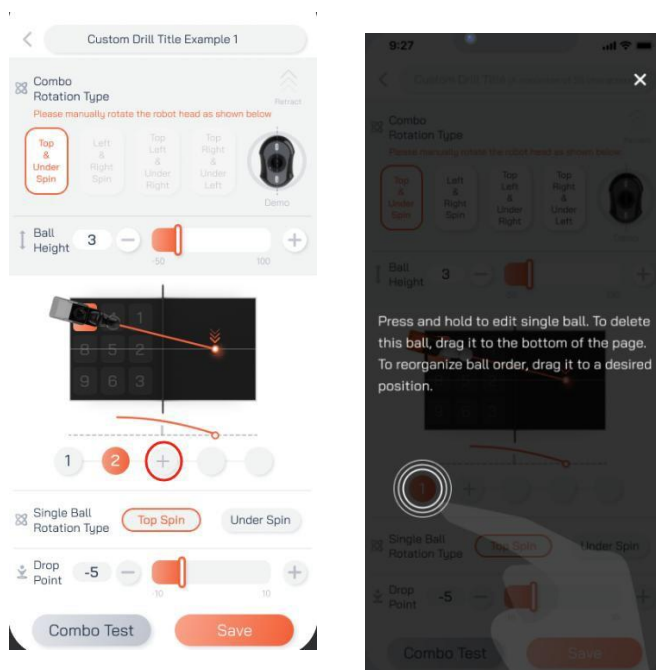 Custom Drill Title Example 1
Combo
Rotation Type
Retract
Please manually rotate the robot head as shown below
Top
&
Under
Spin
Left
&
Right
Spin
Top
Left
&
Under
Right
Top
Right
&
Under
Left
Demo
Ball
Height
3
-50
100
1
8 5 2
9 6 3
1 2 +
Single Ball
Rotation Type
Top Spin
Under Spin
Drop
Point
-5
-10
10
Combo Test
Save
9:27
Combo
Rotation Type
Please manually rotate the robot head as shown below
Top
&
Under
Spin
Left
&
Right
Spin
Top
Left
&
Under
Right
Top
Right
&
Under
Left
Ball
Height
3
Press and hold to edit single ball. To delete
this ball, drag it to the bottom of the page.
To reorganize ball order, drag it to a desired
position.
1 +
Single Ball
Rotation Type
Top Spin
Under Spin
Drop
Point
-5
Combo Test
Save